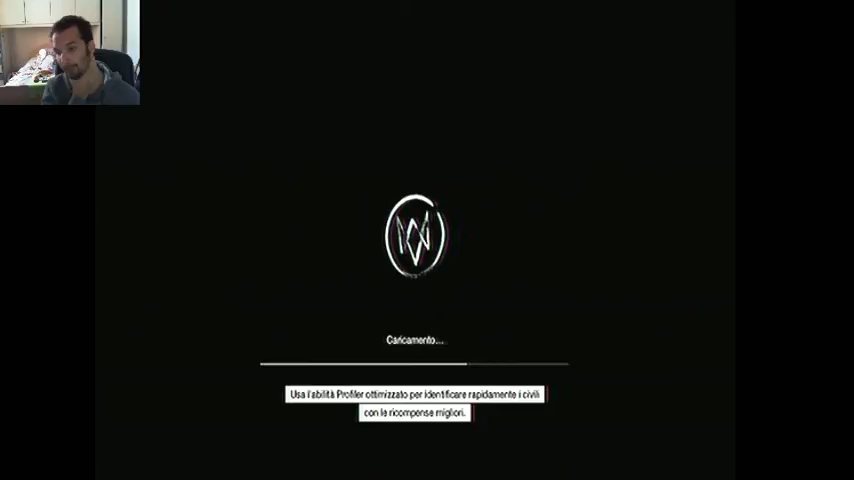 Caricamento...
Usa l'abilità Profiler ottimizzato per identificare rapidamente i civili
con le ricompense migliori.